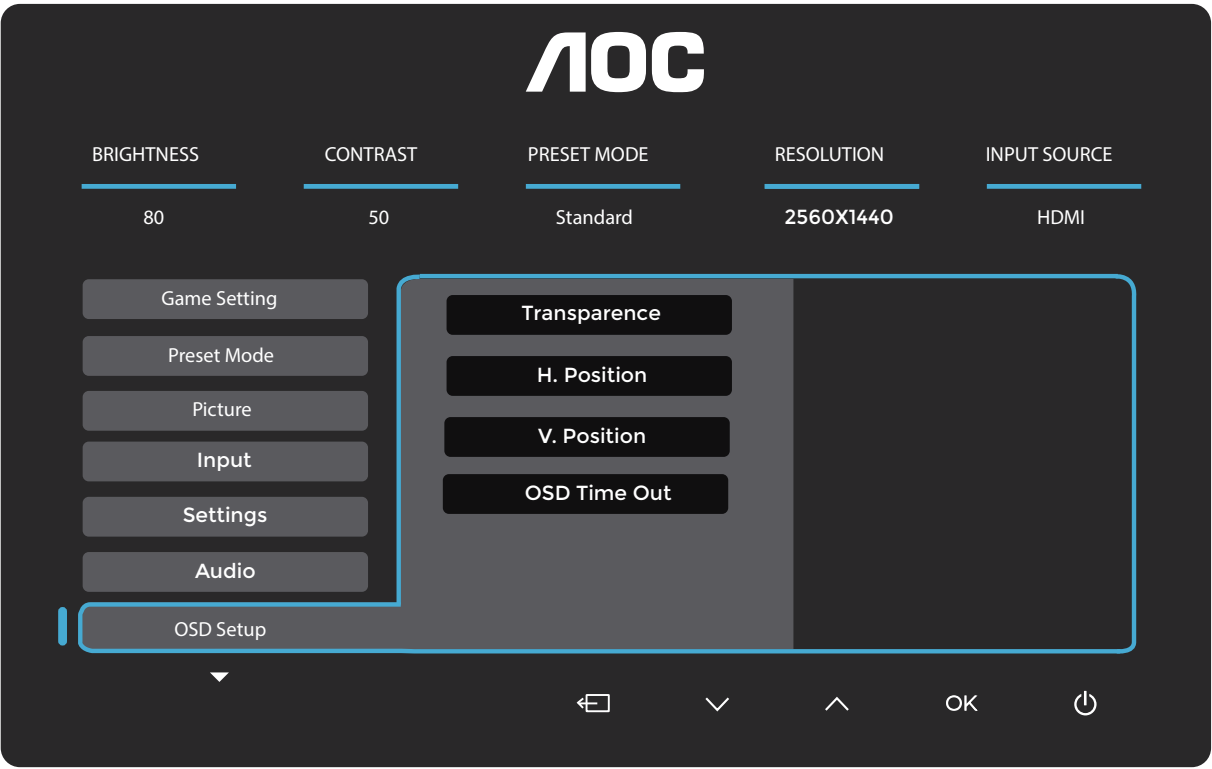 AOC
BRIGHTNESS CONTRAST PRESET MODE RESOLUTION INPUT SOURCE
80 50 Standard 2560X1440 HDMI
Game Setting
Preset Mode
Picture
Input
Settings
Audio
OSD Setup
Transparence
H. Position
V. Position
OSD Time Out
OK